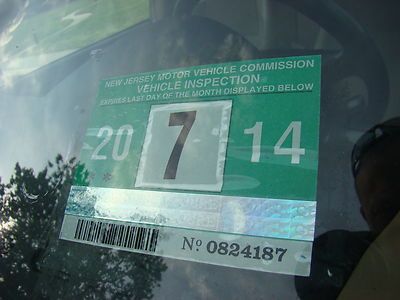 NEW JERSEY MOTOR VEHICLE COMMISSION
VEHICLE INSPECTION
EXPIRES LAST DAY OF THE MONTH DISPLAYED BELOW
20 7 14
Nº 0824187